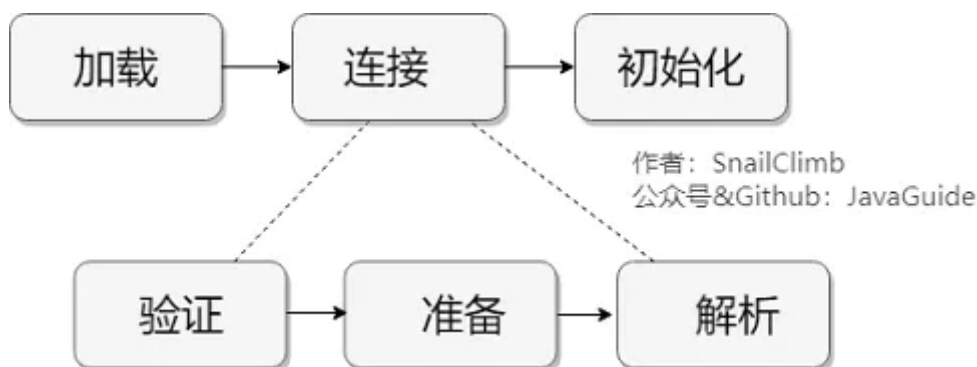 加载
连接
初始化
作者：SnailClimb
公众号&Github：JavaGuide
验证
准备
解析